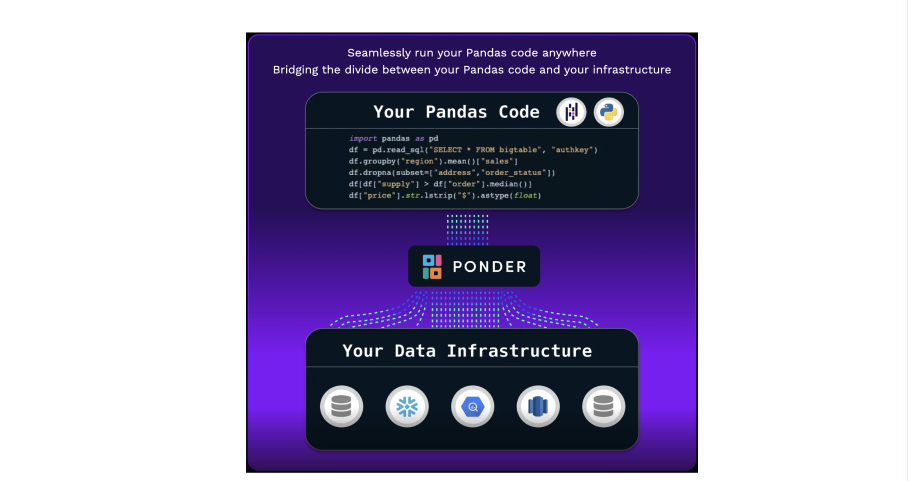 Seamlessly run your Pandas code anywhere
Bridging the divide between your Pandas code and your infrastructure
Your Pandas Code
import pandas as pd
df = pd.read_sql("SELECT * FROM bigtable", "authkey")
df.groupby("region").mean()["sales"]
df.dropna(subset=["address","order_status"])
df[df["supply"] > df["order"].median()]
df["price"].str.lstrip("$").astype(float)
PONDER
Your Data Infrastructure